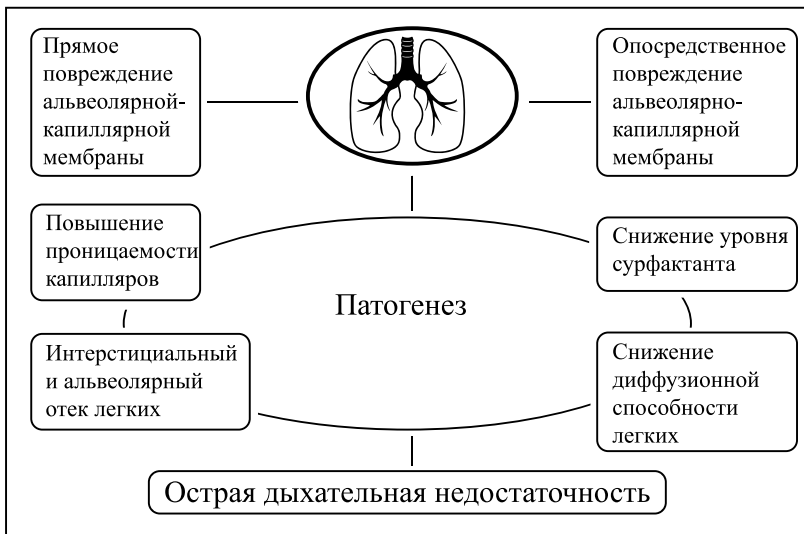 Прямое
повреждение
альвеолярной-
капиллярной
мембраны
Опосредственное
повреждение
альвеолярно-
капиллярной
мембраны
Повышение
проницаемости
капилляров
Снижение уровня
сурфактанта
Патогенез
Интерстициальный
и альвеолярный
отек легких
Снижение
диффузионной
способности
легких
Острая дыхательная недостаточность